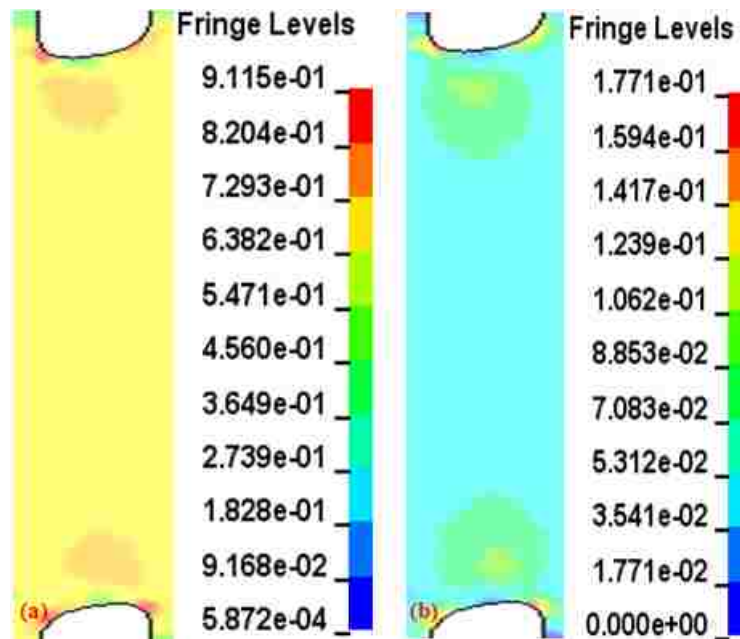 Fringe Levels
9.115e-01
8.204e-01
7.293e-01
6.382e-01
5.471e-01
4.560e-01
3.649e-01
2.739e-01
1.828e-01
9.168e-02
5.872e-04
(a)
Fringe Levels
1.771e-01
1.594e-01
1.417e-01
1.239e-01
1.062e-01
8.853e-02
7.083e-02
5.312e-02
3.541e-02
1.771e-02
0.000e+00
(b)